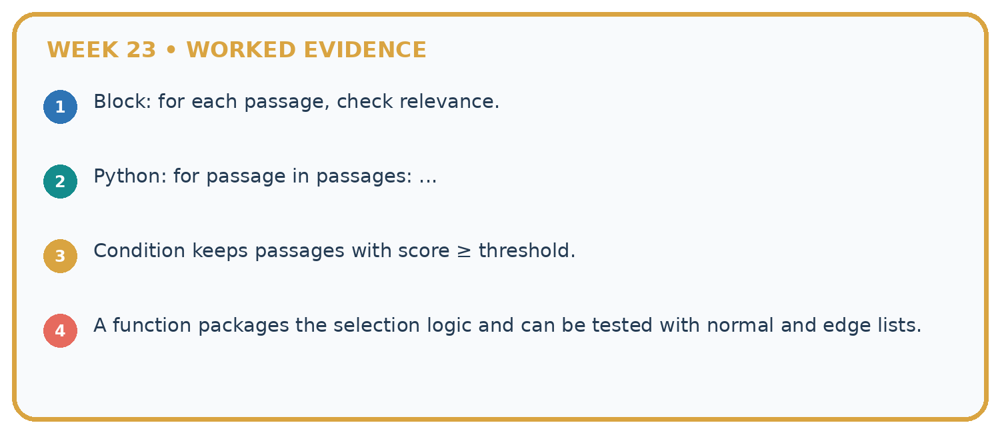 WEEK 23 • WORKED EVIDENCE
1 Block: for each passage, check relevance.
2 Python: for passage in passages: ...
3 Condition keeps passages with score ≥ threshold.
4 A function packages the selection logic and can be tested with normal and edge lists.